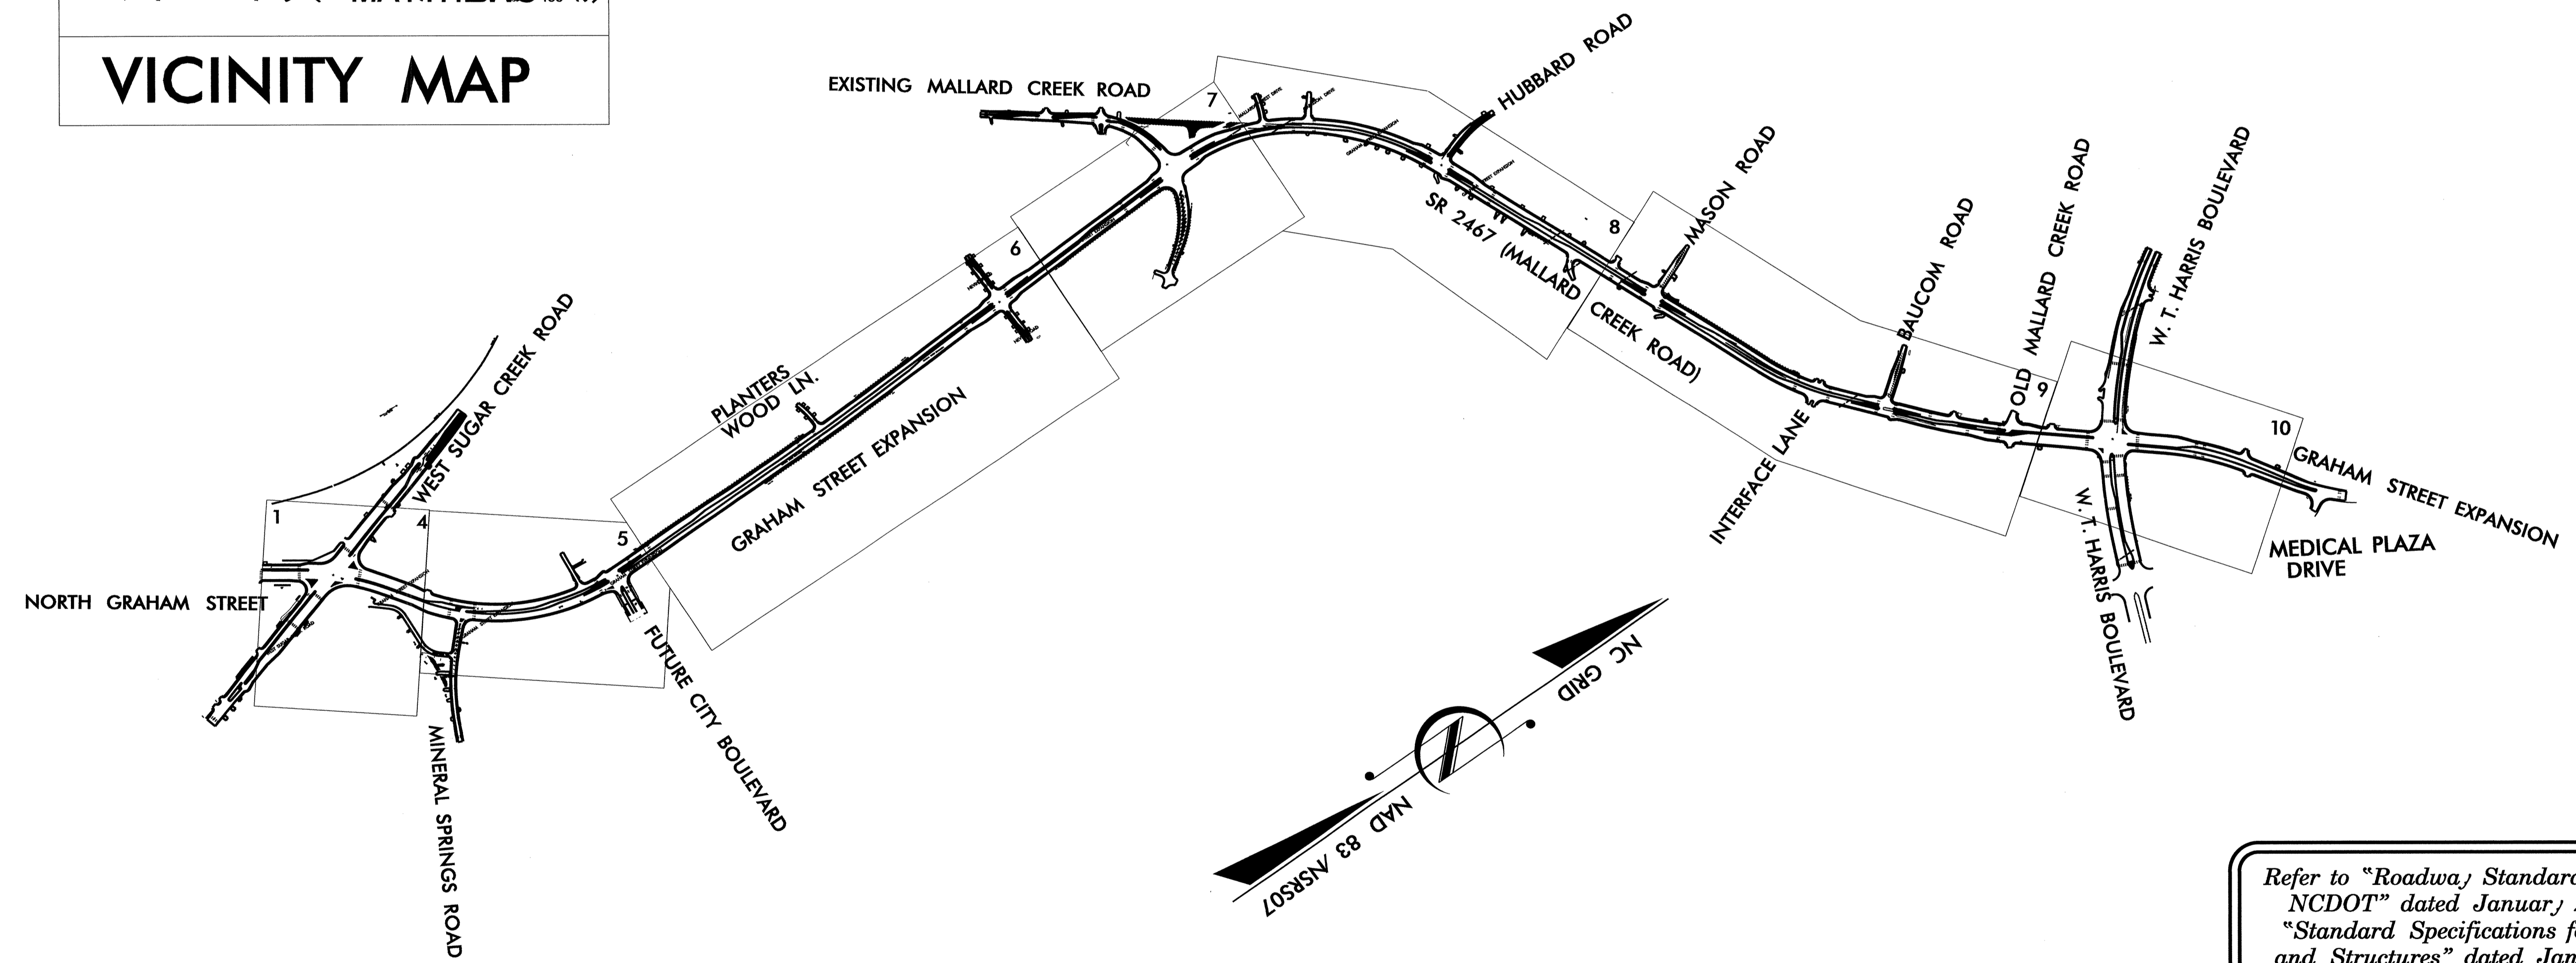 VICINITY MAP
EXISTING MALLARD CREEK ROAD
HUBBARD ROAD
MASON ROAD
BAUCOM ROAD
OLD MALLARD CREEK ROAD
W. T. HARRIS BOULEVARD
7
8
SR 2467 (MALLARD CREEK ROAD)
6
9
10
WEST SUGAR CREEK ROAD
PLANTERS
WOOD LN.
GRAHAM STREET EXPANSION
INTERFACE LANE
GRAHAM STREET EXPANSION
W. T. HARRIS BOULEVARD
MEDICAL PLAZA
DRIVE
1
4
5
NORTH GRAHAM STREET
FUTURE CITY BOULEVARD
MINERAL SPRINGS ROAD
NC GRID
NAD 83 /NSRS07
Refer to "Roadway Standard
NCDOT" dated January
"Standard Specifications
and Structures" dated